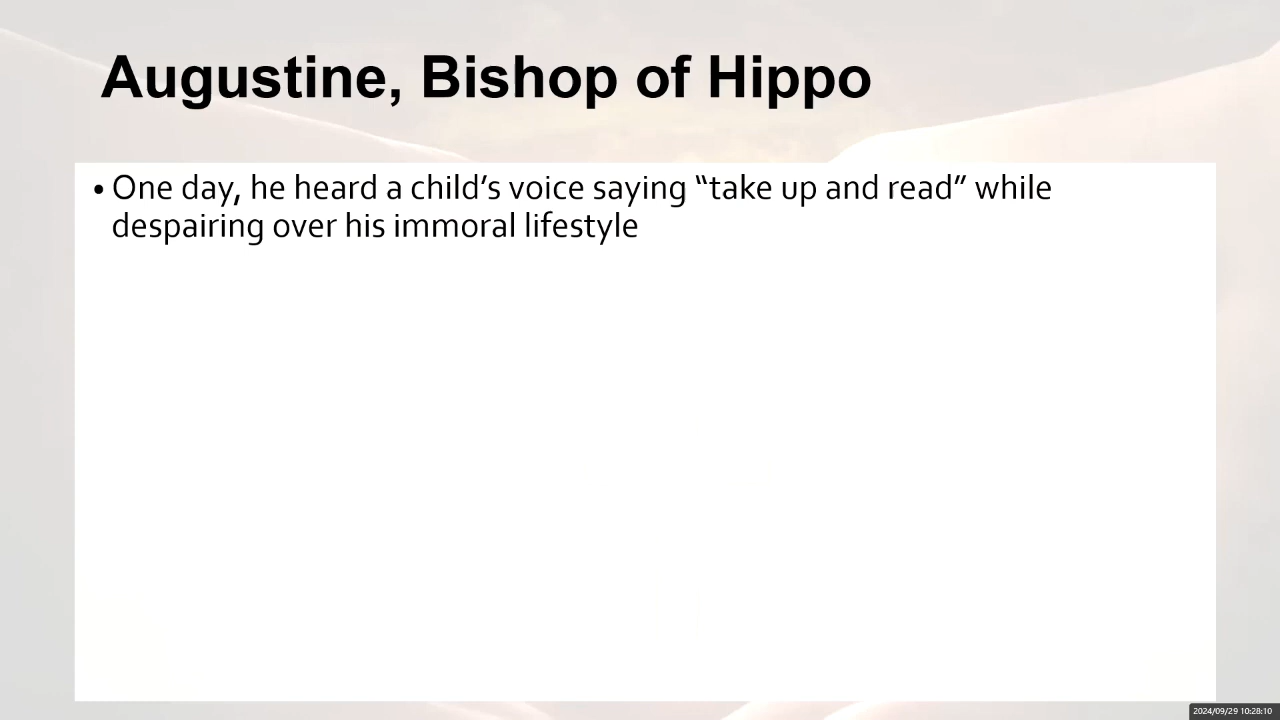 Augustine, Bishop of Hippo
• One day, he heard a child’s voice saying “take up and read” while
despairing over his immoral lifestyle
2024/09/29 10:28:10